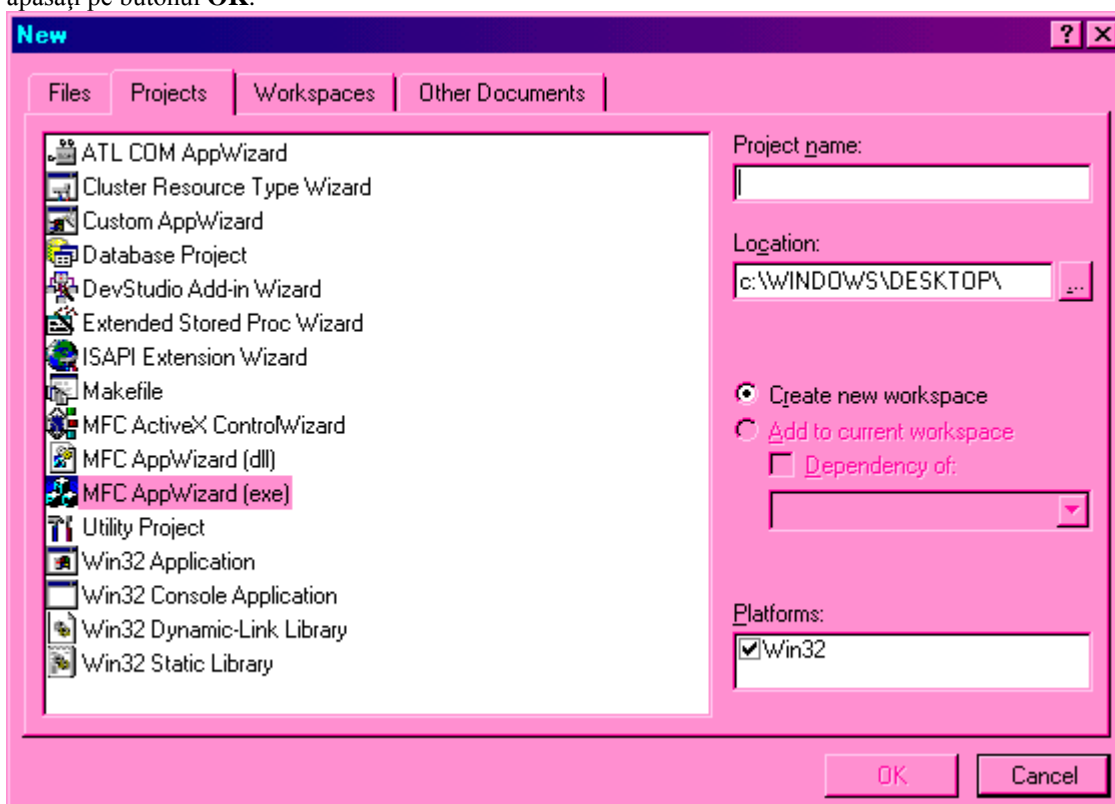 apăsaţi pe butonul OK.
New
Files Projects Workspaces Other Documents
ATL COM AppWizard
Cluster Resource Type Wizard
Custom AppWizard
Database Project
DevStudio Add-in Wizard
Extended Stored Proc Wizard
ISAPI Extension Wizard
Makefile
MFC ActiveX ControlWizard
MFC AppWizard (dll)
MFC AppWizard (exe)
Utility Project
Win32 Application
Win32 Console Application
Win32 Dynamic-Link Library
Win32 Static Library
Project name:
Location:
c:\WINDOWS\DESKTOP\
...
Create new workspace
Add to current workspace
Dependency of:
Platforms:
Win32
OK Cancel